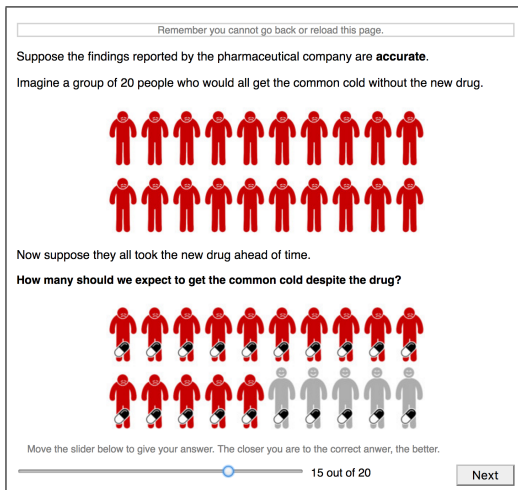 Remember you cannot go back or reload this page.
Suppose the findings reported by the pharmaceutical company are accurate.
Imagine a group of 20 people who would all get the common cold without the new drug.
Now suppose they all took the new drug ahead of time.
How many should we expect to get the common cold despite the drug?
Move the slider below to give your answer. The closer you are to the correct anwer, the better.
15 out of 20
Next